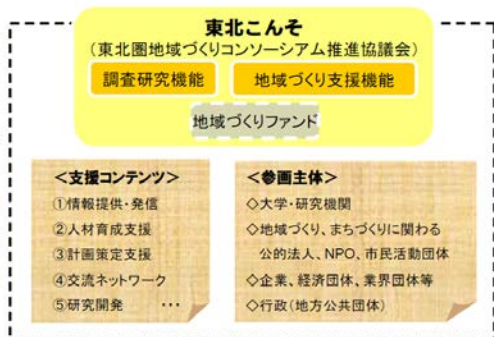 東北こんそ
（東北圏地域づくりコンソーシアム推進協議会）
調査研究機能
地域づくり支援機能
地域づくりファンド
＜支援コンテンツ＞
①情報提供・発信
②人材育成支援
③計画策定支援
④交流ネットワーク
⑤研究開発　…
＜参画主体＞
◇大学・研究機関
◇地域づくり、まちづくりに関わる
公的法人、NPO、市民活動団体
◇企業、経済団体、業界団体等
◇行政（地方公共団体）